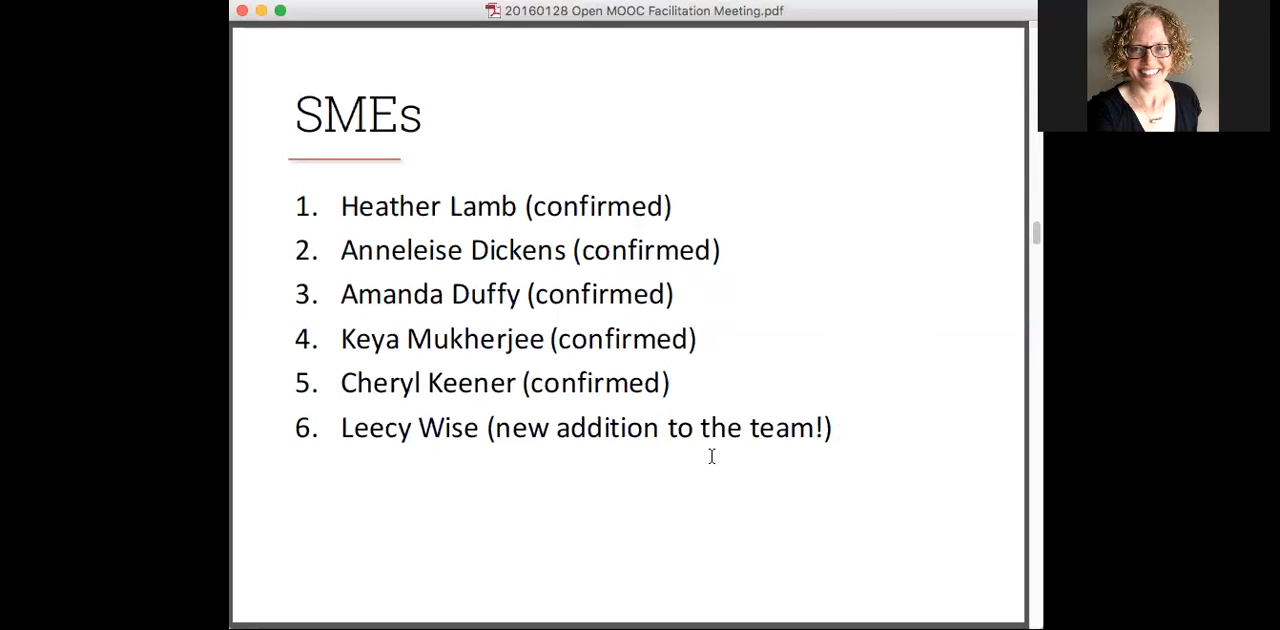 20160128 Open MOOC Facilitation Meeting.pdf
SMEs
1. Heather Lamb (confirmed)
2. Anneleise Dickens (confirmed)
3. Amanda Duffy (confirmed)
4. Keya Mukherjee (confirmed)
5. Cheryl Keener (confirmed)
6. Leecy Wise (new addition to the team!)